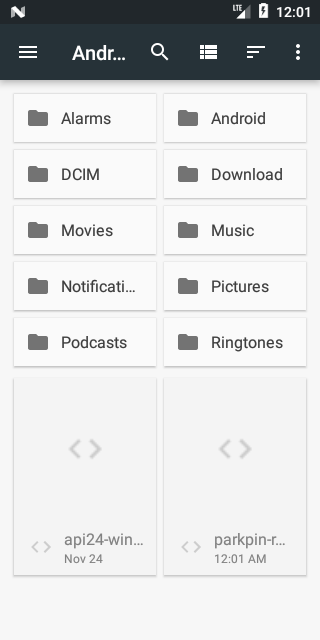 LTE 12:01
Andr...
Alarms
Android
DCIM
Download
Movies
Music
Notificati...
Pictures
Podcasts
Ringtones
api24-win...
Nov 24
parkpin-r...
12:01 AM